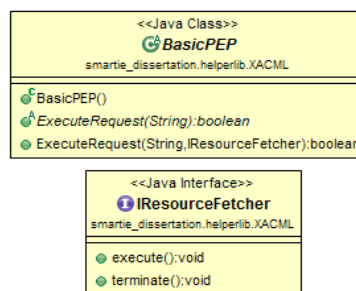 <<Java Class>>
BasicPEP
smartie_dissertation.helperlib.XACML
BasicPEP()
ExecuteRequest(String):boolean
ExecuteRequest(String,IResourceFetcher):boolean
<<Java Interface>>
IResourceFetcher
smartie_dissertation.helperlib.XACML
execute():void
terminate():void